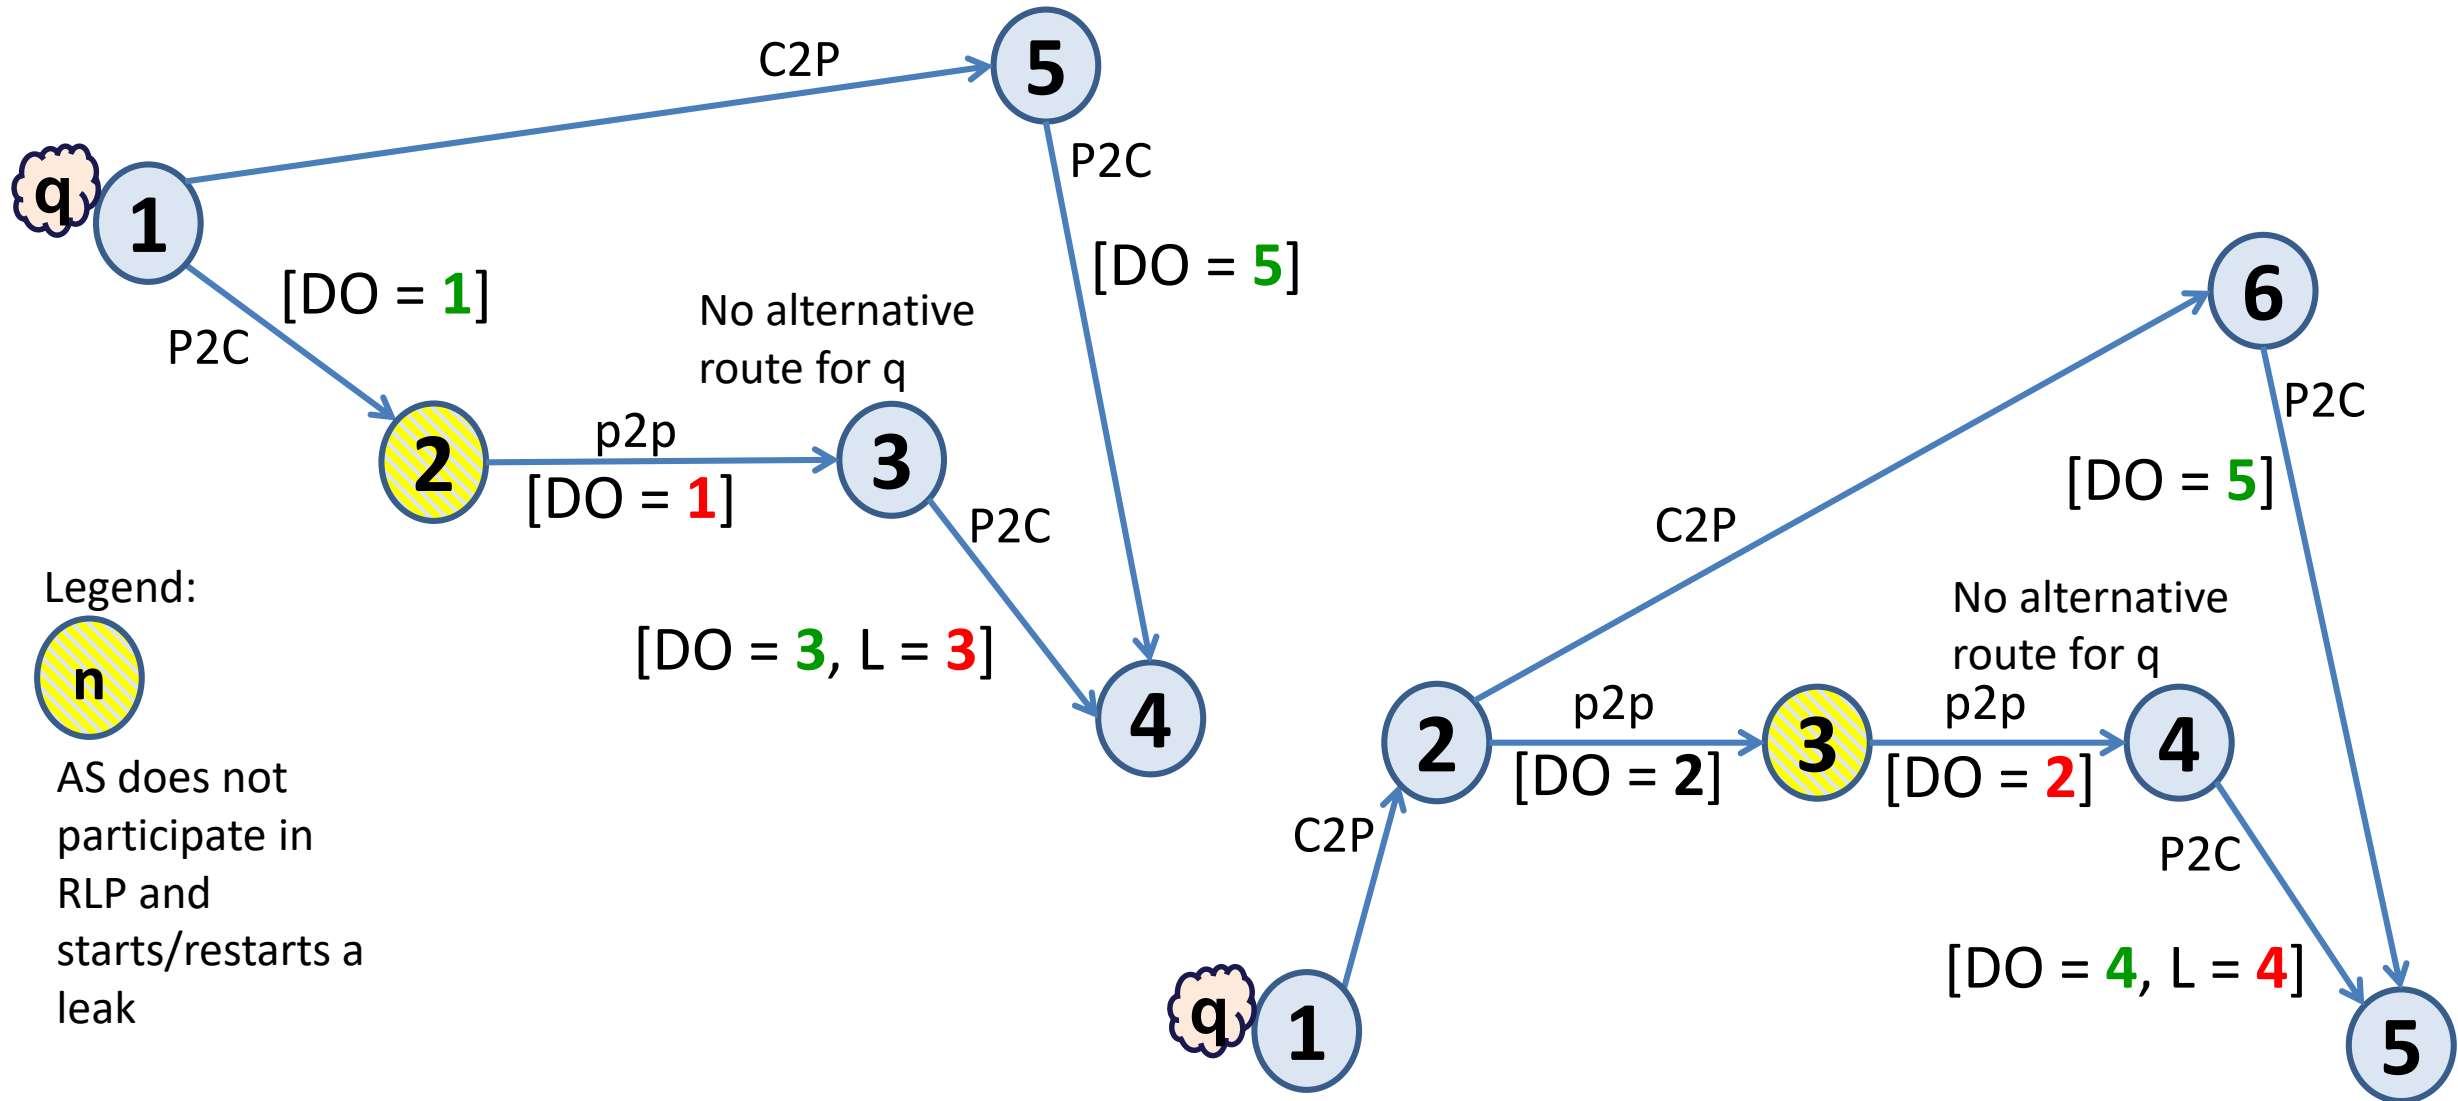 C2P
5
P2C
q
1
[DO = 5]
[DO = 1]
P2C
No alternative
route for q
2
p2p
3
[DO = 1]
P2C
[DO = 3, L = 3]
4
Legend:
n
AS does not
participate in
RLP and
starts/restarts a
leak
6
P2C
[DO = 5]
C2P
No alternative
route for q
2
p2p
3
p2p
4
[DO = 2]
[DO = 2]
C2P
P2C
[DO = 4, L = 4]
q
1
5